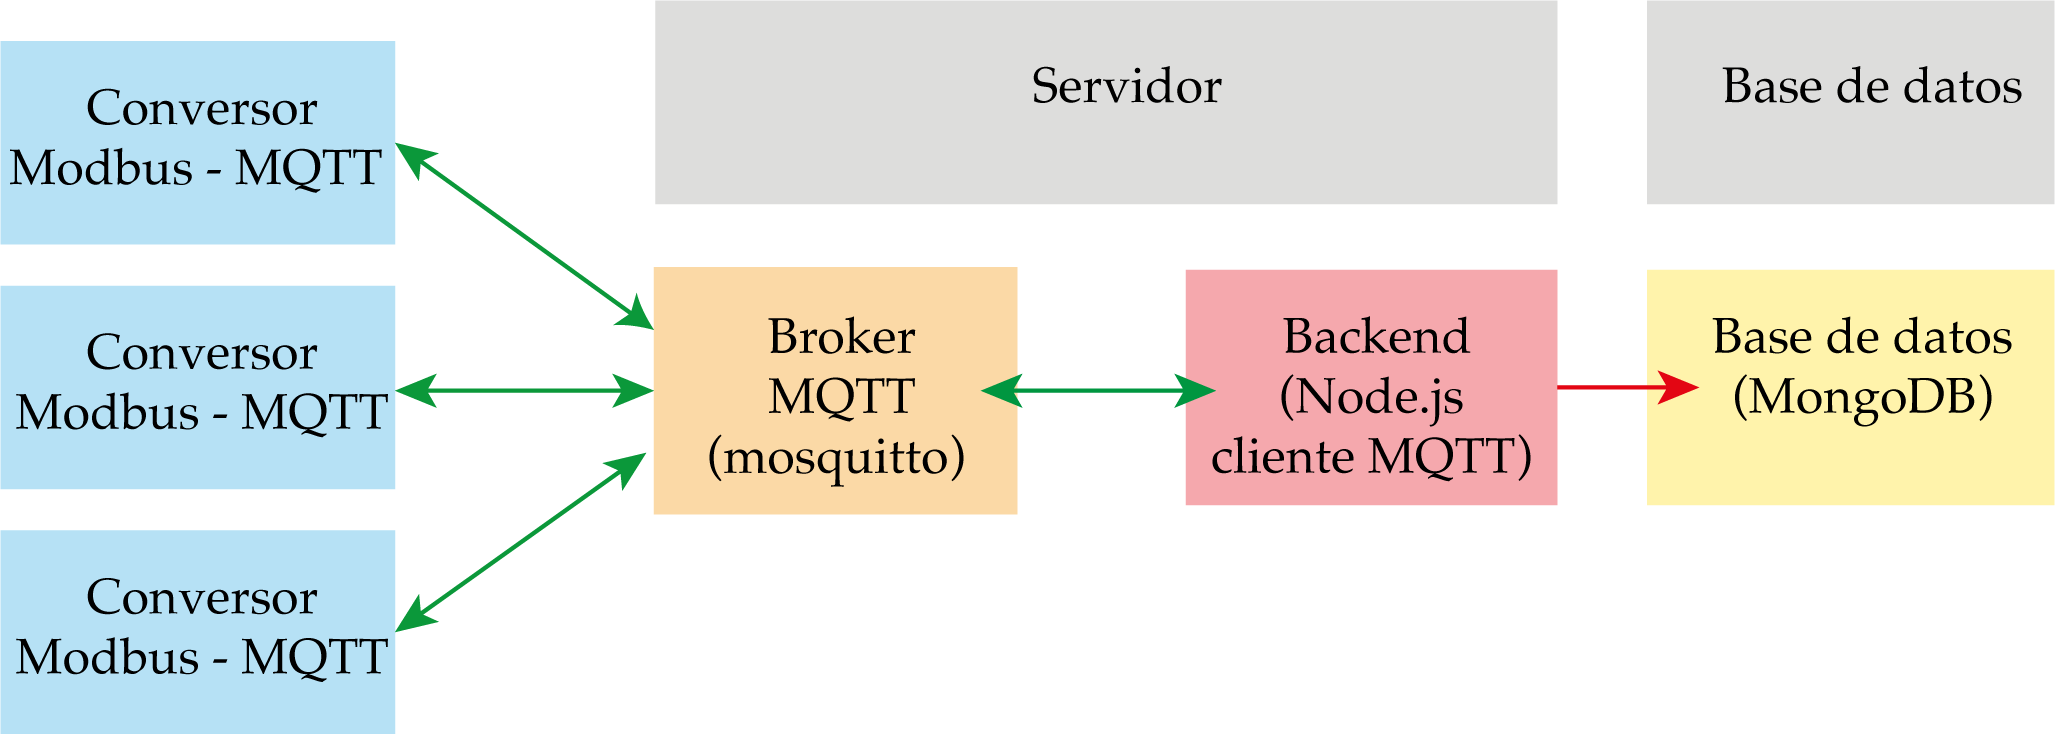 Servidor
Base de datos
Conversor
Modbus - MQTT
Conversor
Modbus - MQTT
Conversor
Modbus - MQTT
Broker
MQTT
(mosquitto)
Backend
(Node.js
cliente MQTT)
Base de datos
(MongoDB)